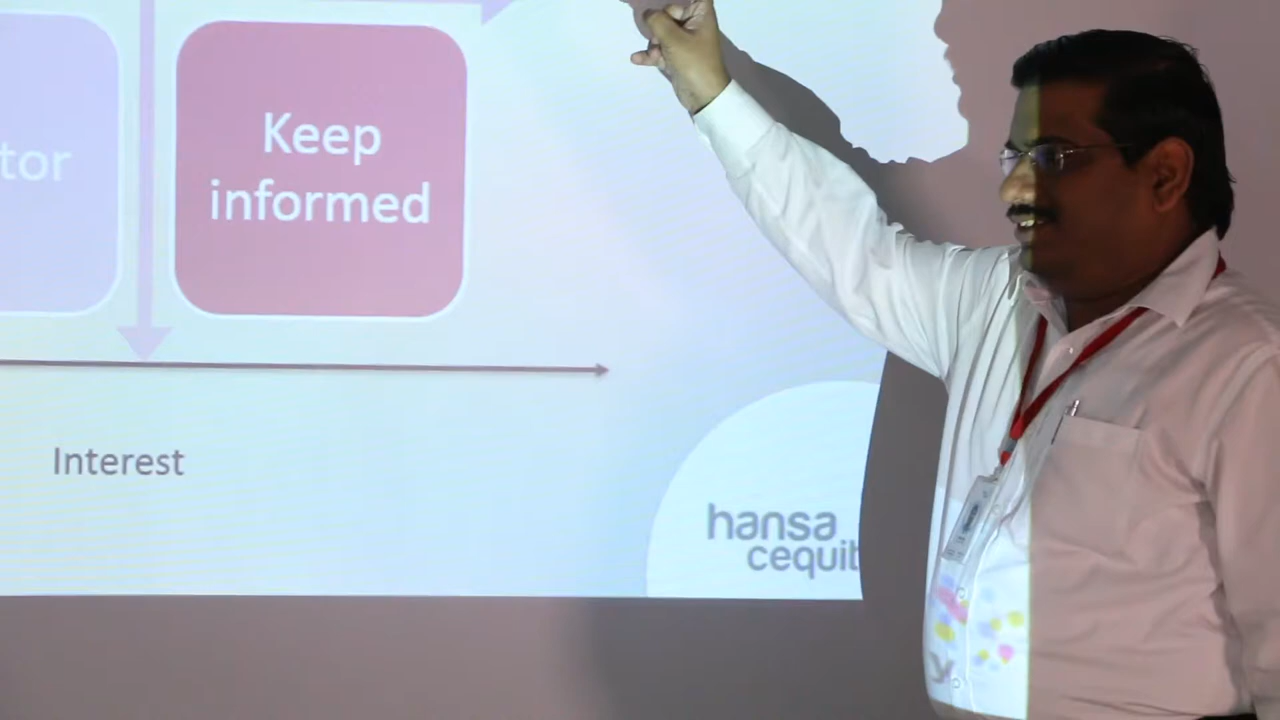 tor
Keep
informed
Interest
hansa
cequit
y